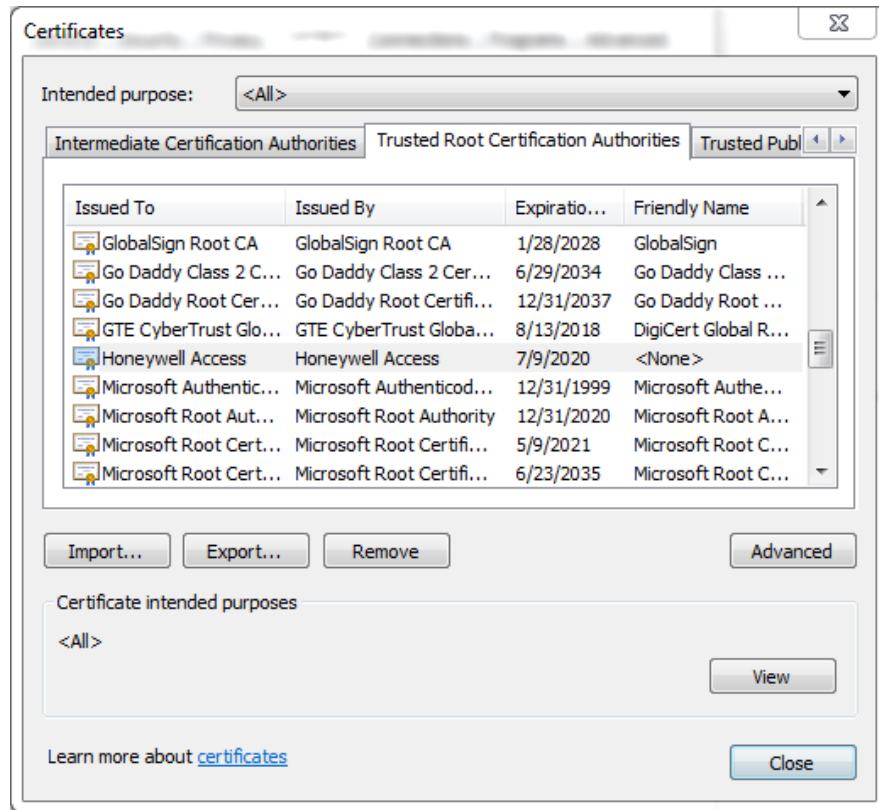 Certificates
Intended purpose: <All>
Intermediate Certification Authorities Trusted Root Certification Authorities Trusted Publ
Issued To Issued By Expiratio... Friendly Name
GlobalSign Root CA GlobalSign Root CA 1/28/2028 GlobalSign
Go Daddy Class 2 C... Go Daddy Class 2 Cer... 6/29/2034 Go Daddy Class ...
Go Daddy Root Cer... Go Daddy Root Certifi... 12/31/2037 Go Daddy Root ...
GTE CyberTrust Glo... GTE CyberTrust Globa... 8/13/2018 DigiCert Global R...
Honeywell Access Honeywell Access 7/9/2020 <None>
Microsoft Authentic... Microsoft Authenticod... 12/31/1999 Microsoft Authe...
Microsoft Root Aut... Microsoft Root Authority 12/31/2020 Microsoft Root A...
Microsoft Root Cert... Microsoft Root Certifi... 5/9/2021 Microsoft Root C...
Microsoft Root Cert... Microsoft Root Certifi... 6/23/2035 Microsoft Root C...
Import... Export... Remove Advanced
Certificate intended purposes
<All>
View
Learn more about certificates
Close